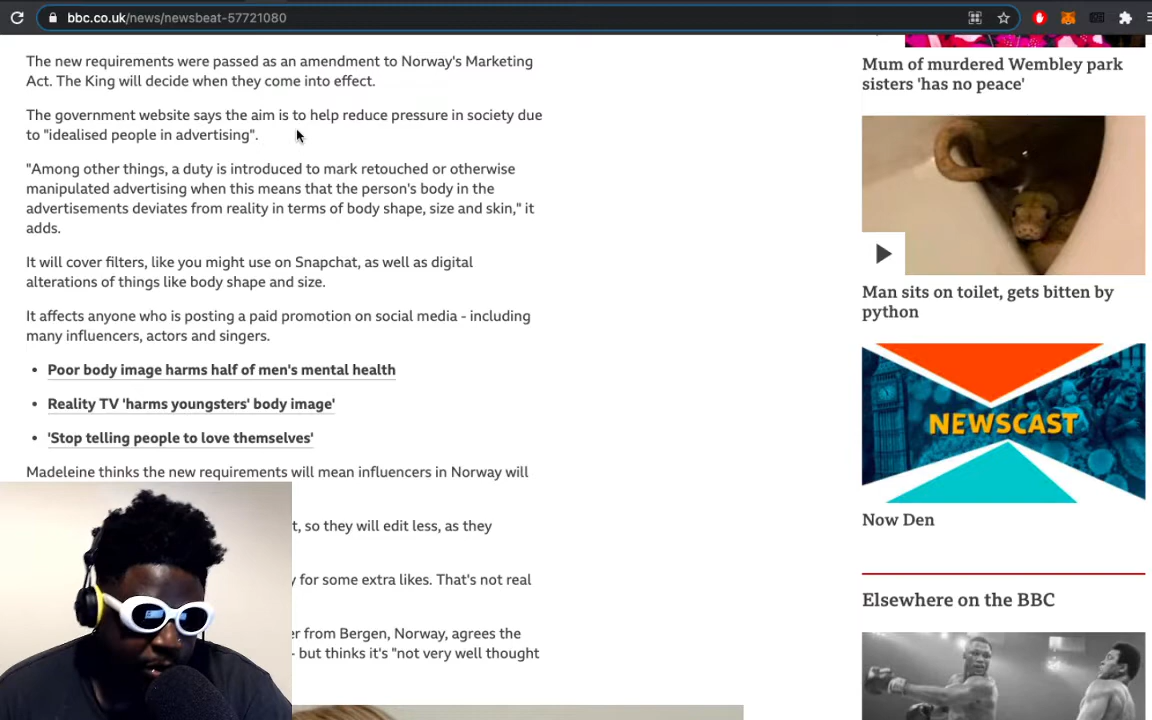 bbc.co.uk/news/newsbeat-57721080
The new requirements were passed as an amendment to Norway's Marketing
Act. The King will decide when they come into effect.
The government website says the aim is to help reduce pressure in society due
to "idealised people in advertising".
"Among other things, a duty is introduced to mark retouched or otherwise
manipulated advertising when this means that the person's body in the
advertisements deviates from reality in terms of body shape, size and skin," it
adds.
It will cover filters, like you might use on Snapchat, as well as digital
alterations of things like body shape and size.
It affects anyone who is posting a paid promotion on social media - including
many influencers, actors and singers.
• Poor body image harms half of men's mental health
• Reality TV 'harms youngsters' body image'
• 'Stop telling people to love themselves'
Madeleine thinks the new requirements will mean influencers in Norway will
t, so they will edit less, as they
y for some extra likes. That's not real
er from Bergen, Norway, agrees the
- but thinks it's "not very well thought
Mum of murdered Wembley park
sisters 'has no peace'
Man sits on toilet, gets bitten by
python
NEWSCAST
Now Den
Elsewhere on the BBC